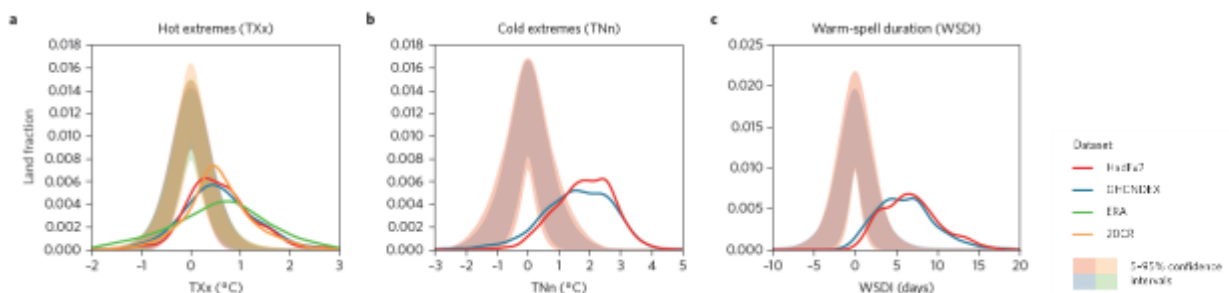 a Hot extremes (TXx)
b Cold extremes (TNn)
c Warm-spell duration (WSDI)
Land fraction
0.018
0.016
0.014
0.012
0.010
0.008
0.006
0.004
0.002
0.000
-2 -1 0 1 2 3
TXx (°C)
0.018
0.016
0.014
0.012
0.010
0.008
0.006
0.004
0.002
0.000
-3 -2 -1 0 1 2 3 4 5
TNn (°C)
0.025
0.020
0.015
0.010
0.005
0.000
-10 -5 0 5 10 15 20
WSDI (days)
Dataset
HadEx2
GHCNDEX
ERA
20CR
5–95% confidence
intervals